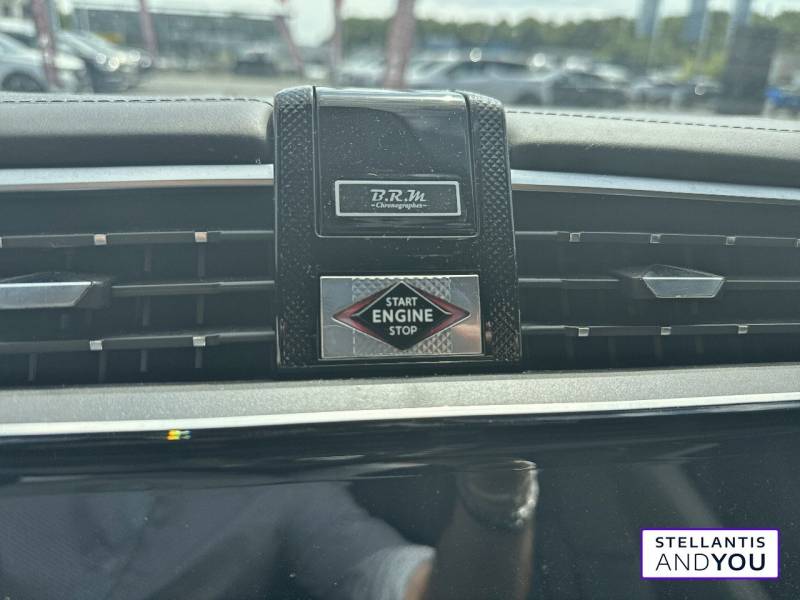 B.R.M
-Chronographes-
START
ENGINE
STOP
STELLANTIS
ANDYOU